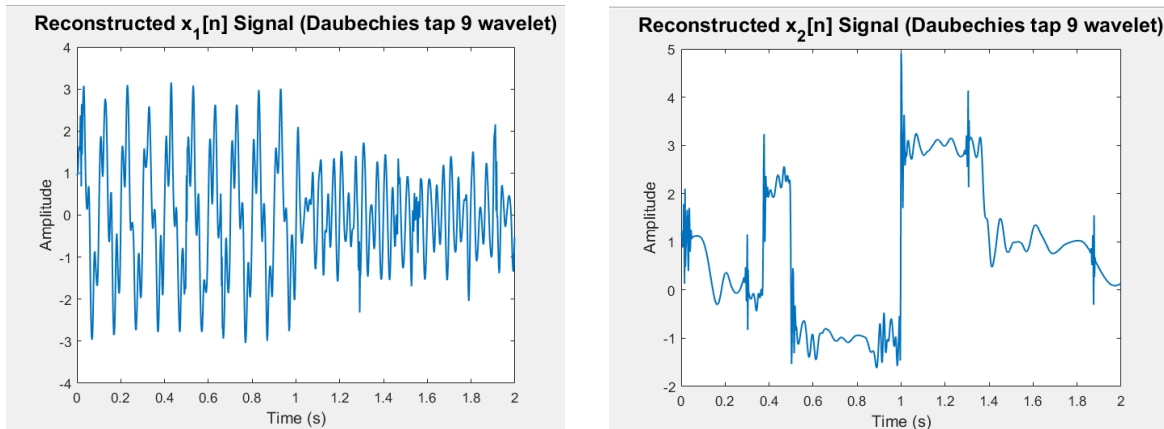 Reconstructed x1[n] Signal (Daubechies tap 9 wavelet)
4
3
2
1
0
-1
-2
-3
-4
Amplitude
0 0.2 0.4 0.6 0.8 1 1.2 1.4 1.6 1.8 2
Time (s)
Reconstructed x2[n] Signal (Daubechies tap 9 wavelet)
5
4
3
2
1
0
-1
-2
Amplitude
0 0.2 0.4 0.6 0.8 1 1.2 1.4 1.6 1.8 2
Time (s)